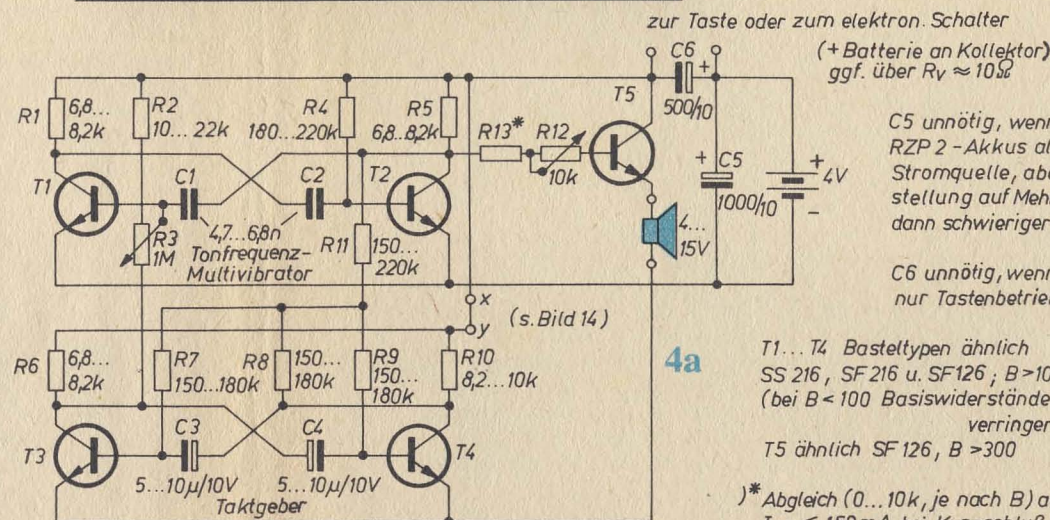 zur Taste oder zum elektron. Schalter
C6
+
(+Batterie an Kollektor)
ggf. über Rv ≈ 10Ω
500/10
R1
6,8...
8,2k
R2
10...22k
R4
180...220k
R5
6,8...8,2k
R13*
R12
10k
T5
C5 unnötig, wenn
RZP 2-Akkus al
Stromquelle, abe
stellung auf Meh
dann schwieriger
+
C5
1000/10
+
4V
-
T1
C1
C2
T2
4...
15V
R3
1M
4,7...6,8n
Tonfrequenz-
Multivibrator
R11
150...
220k
C6 unnötig, wenn
nur Tastenbetrieb
x
y
(s. Bild 14)
4a
R6
6,8...
8,2k
R7
150...180k
R8
150...
180k
R9
150...
180k
R10
8,2...10k
T1...T4 Basteltypen ähnlich
SS 216, SF 216 u. SF126; B>10
(bei B<100 Basiswiderstände
verringer
T3
C3
C4
T4
T5 ähnlich SF 126, B >300
5...10μ/10V
5...10μ/10V
Taktgeber
)* Abgleich (0...10k, je nach B) a